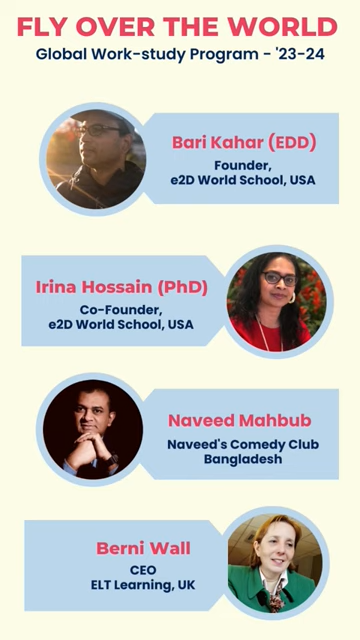 FLY OVER THE WORLD
Global Work-study Program - '23-24
Bari Kahar (EDD)
Founder,
e2D World School, USA
Irina Hossain (PhD)
Co-Founder,
e2D World School, USA
Naveed Mahbub
Naveed's Comedy Club
Bangladesh
Berni Wall
CEO
ELT Learning, UK